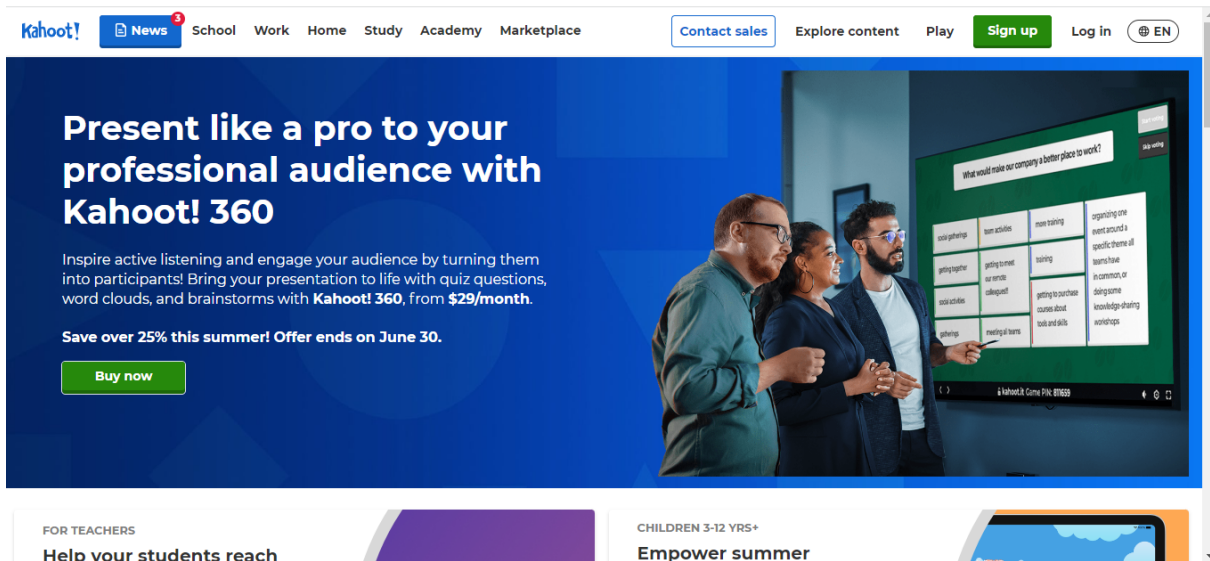 Kahoot!
News
3
School
Work
Home
Study
Academy
Marketplace
Contact sales
Explore content
Play
Sign up
Log in
EN
Present like a pro to your
professional audience with
Kahoot! 360
Inspire active listening and engage your audience by turning them
into participants! Bring your presentation to life with quiz questions,
word clouds, and brainstorms with Kahoot! 360, from $29/month.
Save over 25% this summer! Offer ends on June 30.
Buy now
What would make our company a better place to work?
Start voting
Skip voting
social gatherings
getting together
social activities
gatherings
team activities
getting to meet
our remote
colleagues!!
meeting all teams
more training
training
getting to purchase
courses about
tools and skills
organizing one
event around a
specific theme all
teams have
in common, or
doing some
knowledge-sharing
workshops
kahoot.it Game PIN: 811659
FOR TEACHERS
Help your students reach
CHILDREN 3-12 YRS+
Empower summer